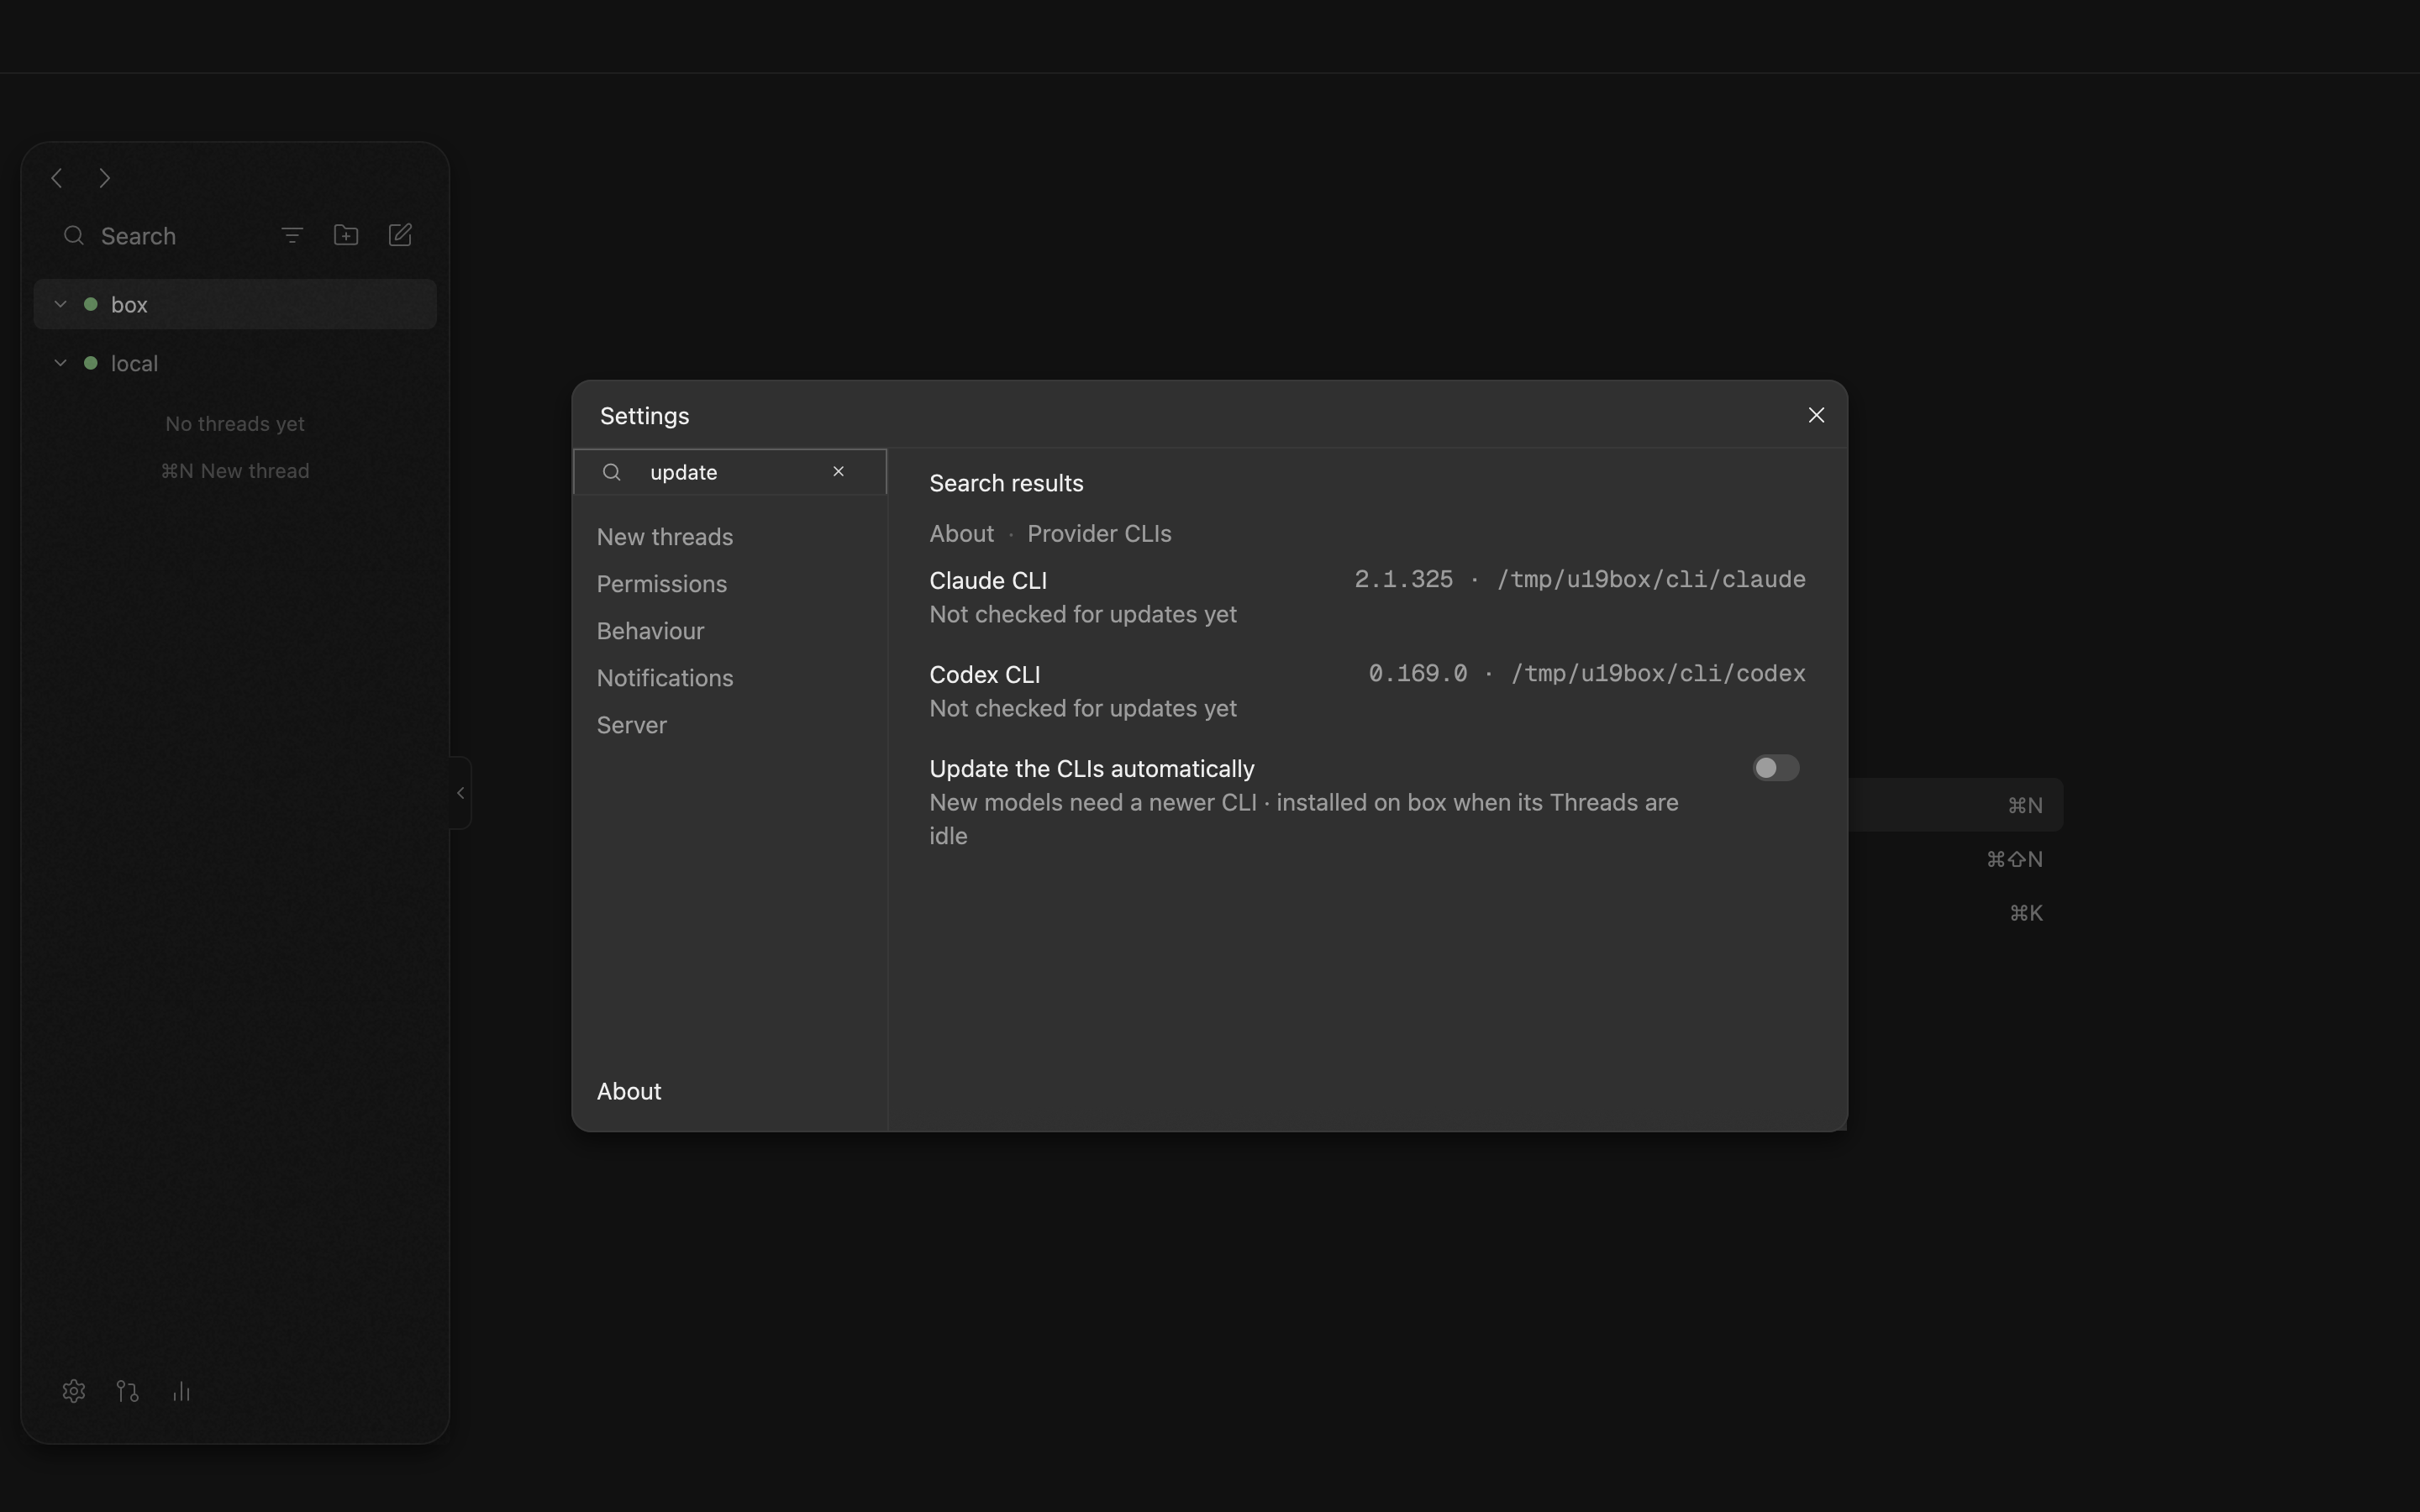 Search
box
local
No threads yet
⌘N New thread
Settings
update
New threads
Permissions
Behaviour
Notifications
Server
About
Search results
About · Provider CLIs
Claude CLI
2.1.325 · /tmp/u19box/cli/claude
Not checked for updates yet
Codex CLI
0.169.0 · /tmp/u19box/cli/codex
Not checked for updates yet
Update the CLIs automatically
New models need a newer CLI · installed on box when its Threads are
idle
⌘N
⌘⇧N
⌘K